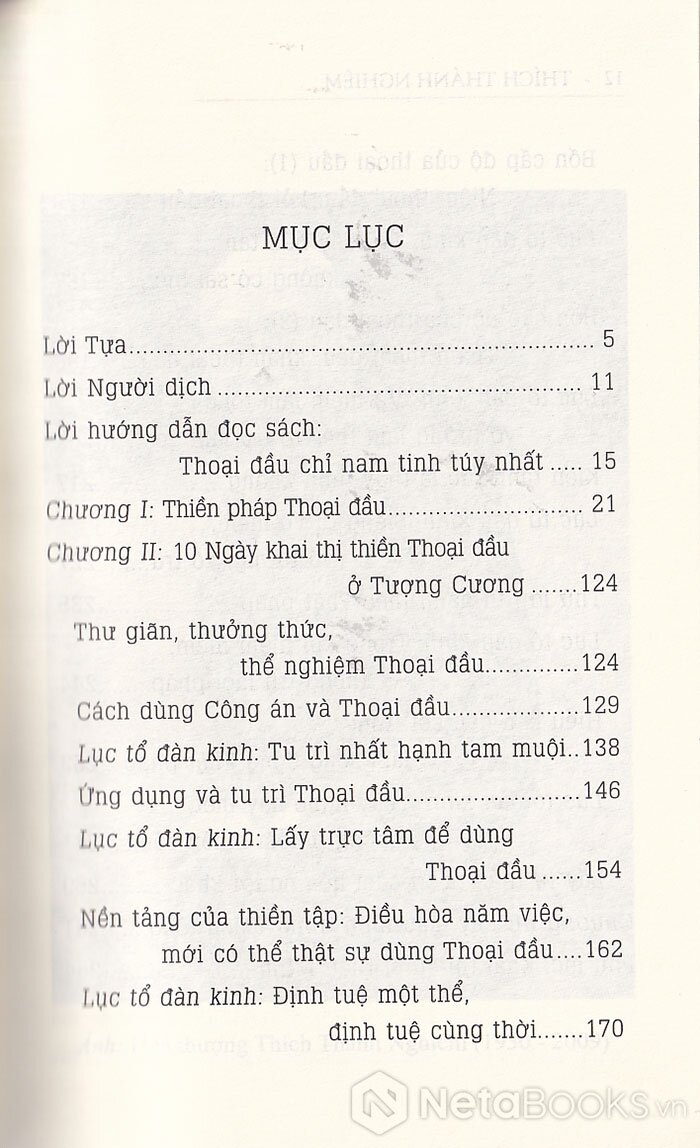 MỤC LỤC
Lời Tựa........................................................ 5
Lời Người dịch ............................................ 11
Lời hướng dẫn đọc sách:
Thoại đầu chỉ nam tinh túy nhất ..... 15
Chương I: Thiền pháp Thoại đầu........................ 21
Chương II: 10 Ngày khai thị thiền Thoại đầu
ở Tượng Cương .......124
Thư giãn, thưởng thức,
thể nghiệm Thoại đầu............124
Cách dùng Công án và Thoại đầu...............129
Lục tổ đàn kinh: Tu trì nhất hạnh tam muội..138
Ứng dụng và tu trì Thoại đầu.....................146
Lục tổ đàn kinh: Lấy trực tâm để dùng
Thoại đầu ......154
Nền tảng của thiền tập: Điều hòa năm việc,
mới có thể thật sự dùng Thoại đầu....162
Lục tổ đàn kinh: Định tuệ một thể,
định tuệ cùng thời.......170
NetaBooks.vn